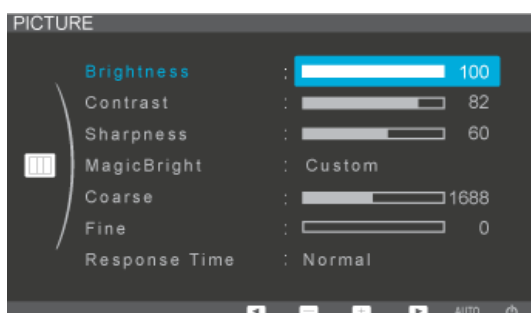 PICTURE
Brightness : 100
Contrast : 82
Sharpness : 60
MagicBright : Custom
Coarse : 1688
Fine : 0
Response Time : Normal
AUTO